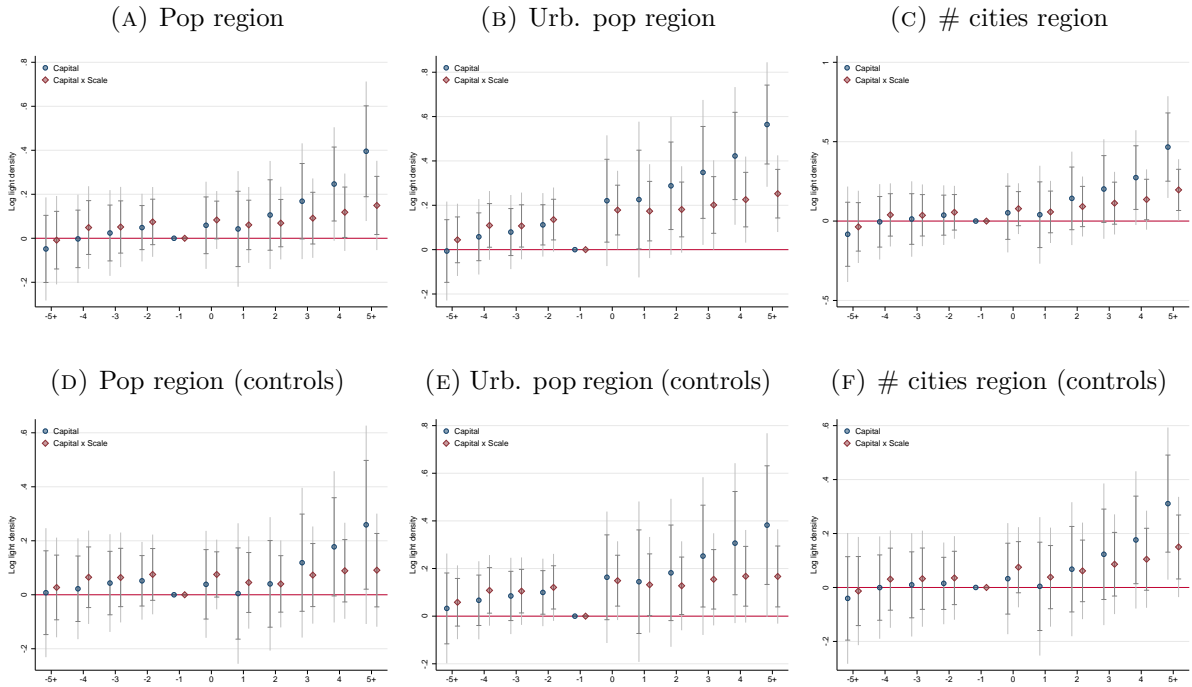 (A) Pop region
(B) Urb. pop region
(C) # cities region
Capital
Capital x Scale
Log light density
.8
.6
.4
.2
0
-.2
-5+ -4 -3 -2 -1 0 1 2 3 4 5+
Capital
Capital x Scale
Log light density
.8
.6
.4
.2
0
-.2
-5+ -4 -3 -2 -1 0 1 2 3 4 5+
Capital
Capital x Scale
Log light density
1
.5
0
-.5
-5+ -4 -3 -2 -1 0 1 2 3 4 5+
(D) Pop region (controls)
(E) Urb. pop region (controls)
(F) # cities region (controls)
Capital
Capital x Scale
Log light density
.6
.4
.2
0
-.2
-5+ -4 -3 -2 -1 0 1 2 3 4 5+
Capital
Capital x Scale
Log light density
.8
.6
.4
.2
0
-.2
-5+ -4 -3 -2 -1 0 1 2 3 4 5+
Capital
Capital x Scale
Log light density
.6
.4
.2
0
-.2
-5+ -4 -3 -2 -1 0 1 2 3 4 5+